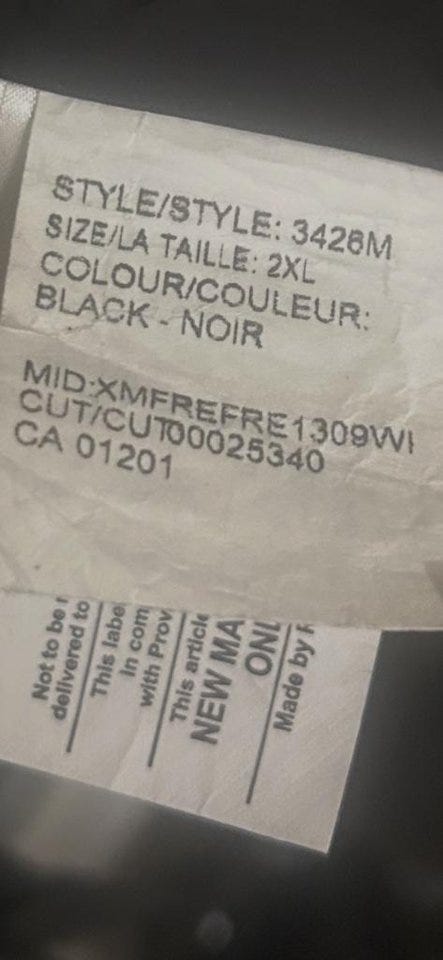 STYLE/STYLE: 3426M
SIZE/LA TAILLE: 2XL
COLOUR/COULEUR:
BLACK - NOIR
MID:XMFREFRE1309WI
CUT/CUT00025340
CA 01201
Not to be
delivered to
This labe
in com
with Prov
This article
NEW MA
ONL
Made by